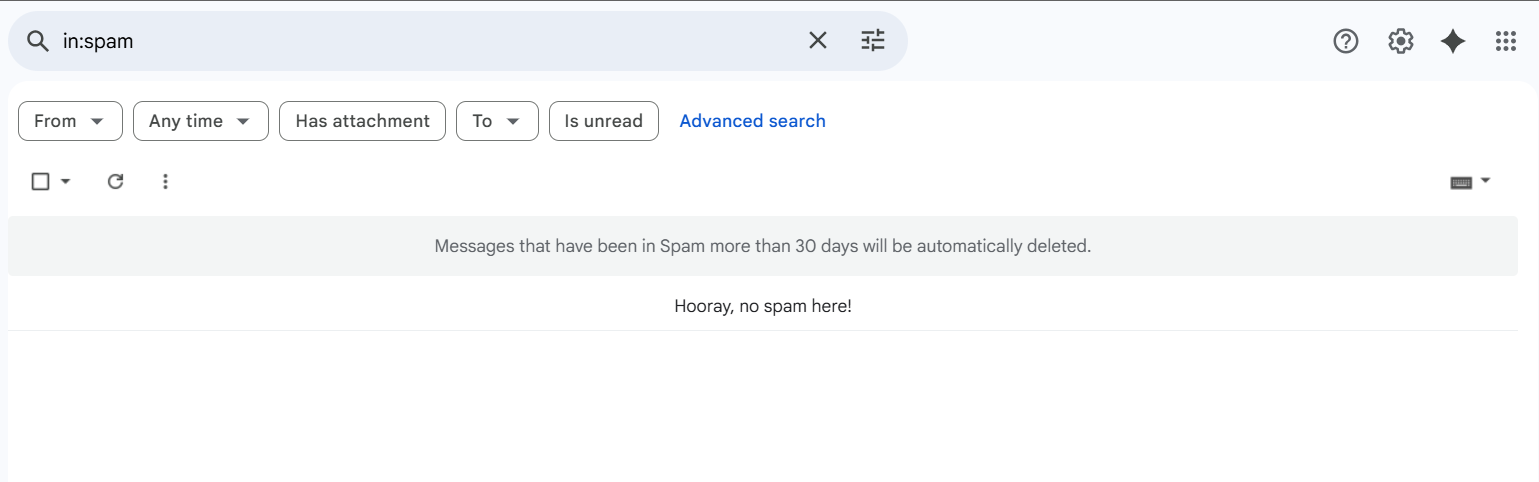 in:spam
From Any time Has attachment To Is unread Advanced search
Messages that have been in Spam more than 30 days will be automatically deleted.
Hooray, no spam here!